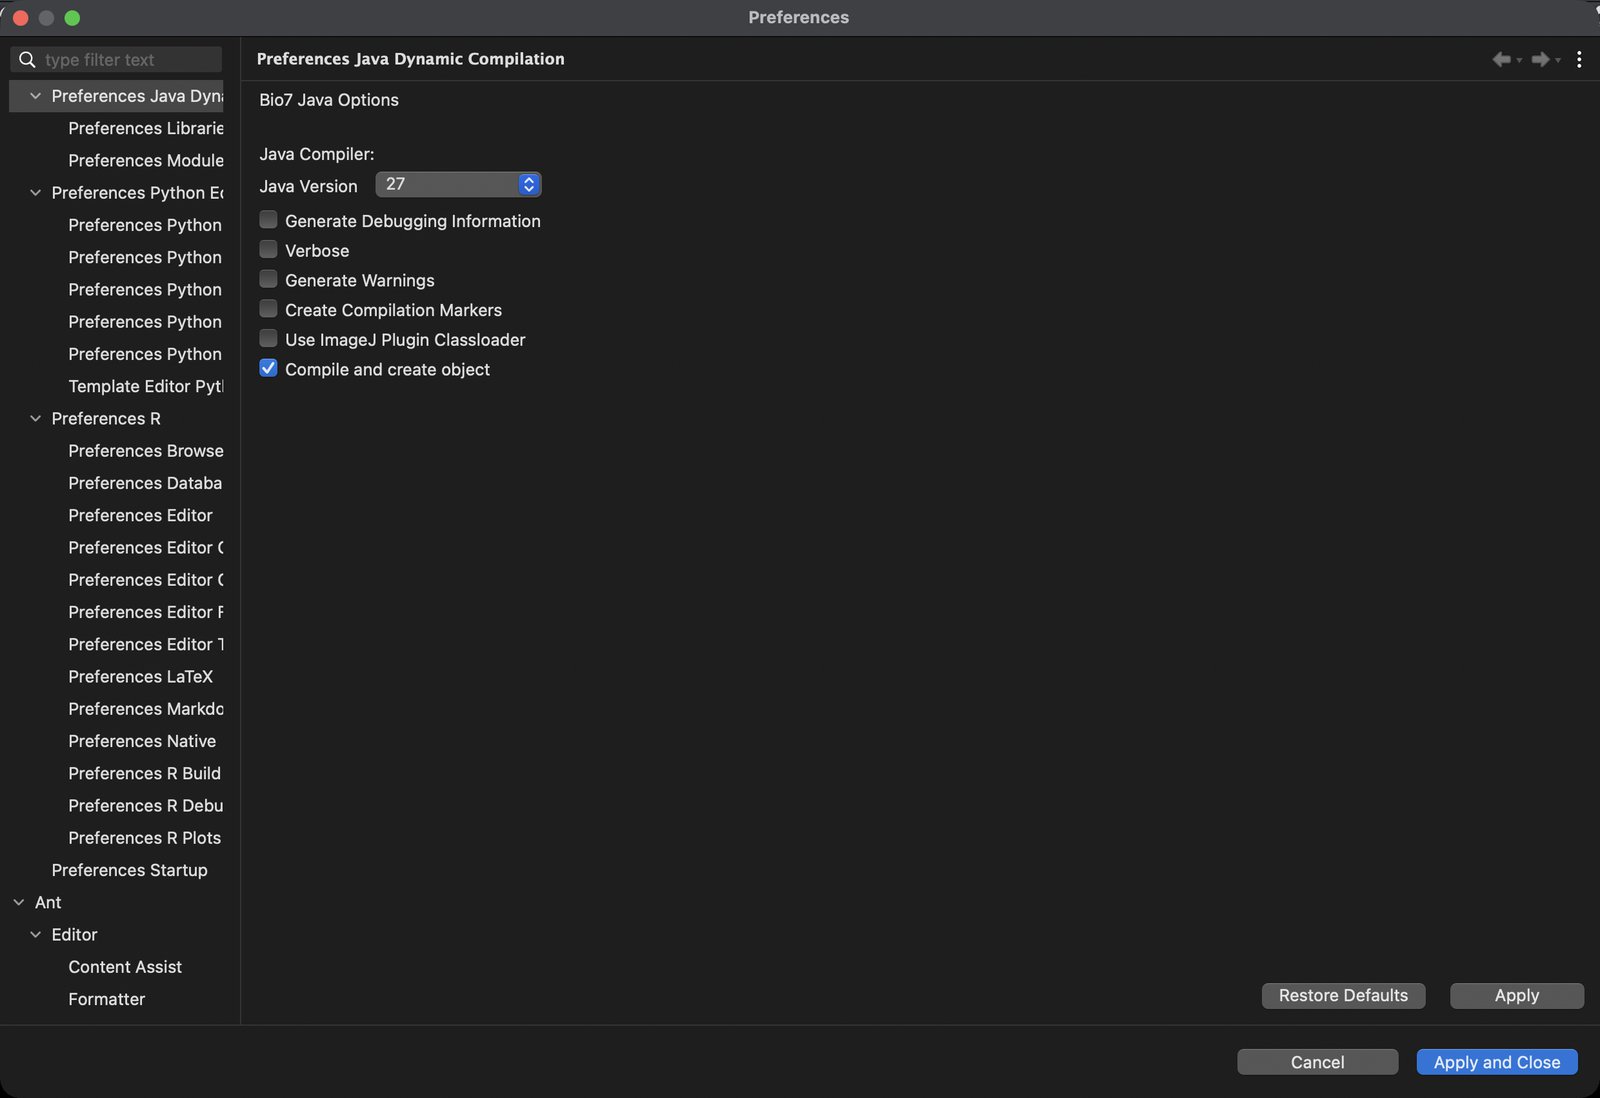 Preferences
type filter text
Preferences Java Dyn
Preferences Librarie
Preferences Module
Preferences Python Ed
Preferences Python
Preferences Python
Preferences Python
Preferences Python
Preferences Python
Template Editor Pyt
Preferences R
Preferences Browse
Preferences Databa
Preferences Editor
Preferences Editor
Preferences Editor
Preferences Editor
Preferences Editor
Preferences LaTeX
Preferences Markdo
Preferences Native
Preferences R Build
Preferences R Debu
Preferences R Plots
Preferences Startup
Ant
Editor
Content Assist
Formatter
Preferences Java Dynamic Compilation
Bio7 Java Options
Java Compiler:
Java Version 27
Generate Debugging Information
Verbose
Generate Warnings
Create Compilation Markers
Use ImageJ Plugin Classloader
Compile and create object
Restore Defaults Apply
Cancel Apply and Close